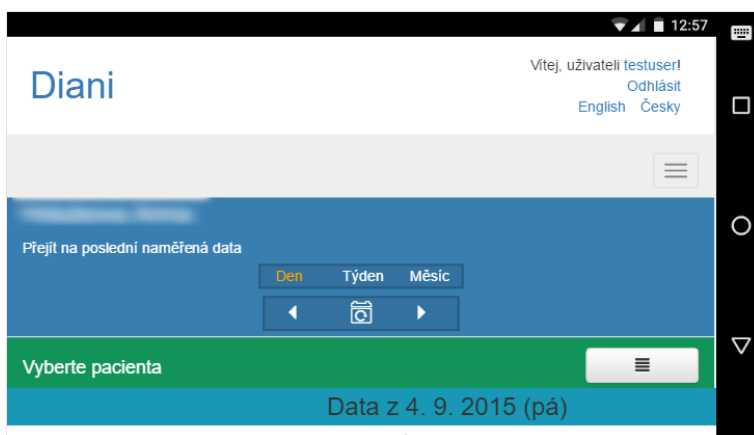 12:57
Diani
Vítej, uživateli testuser!
Odhlásit
English Česky
Přejít na poslední naměřená data
Den Týden Měsíc
Vyberte pacienta
Data z 4. 9. 2015 (pá)